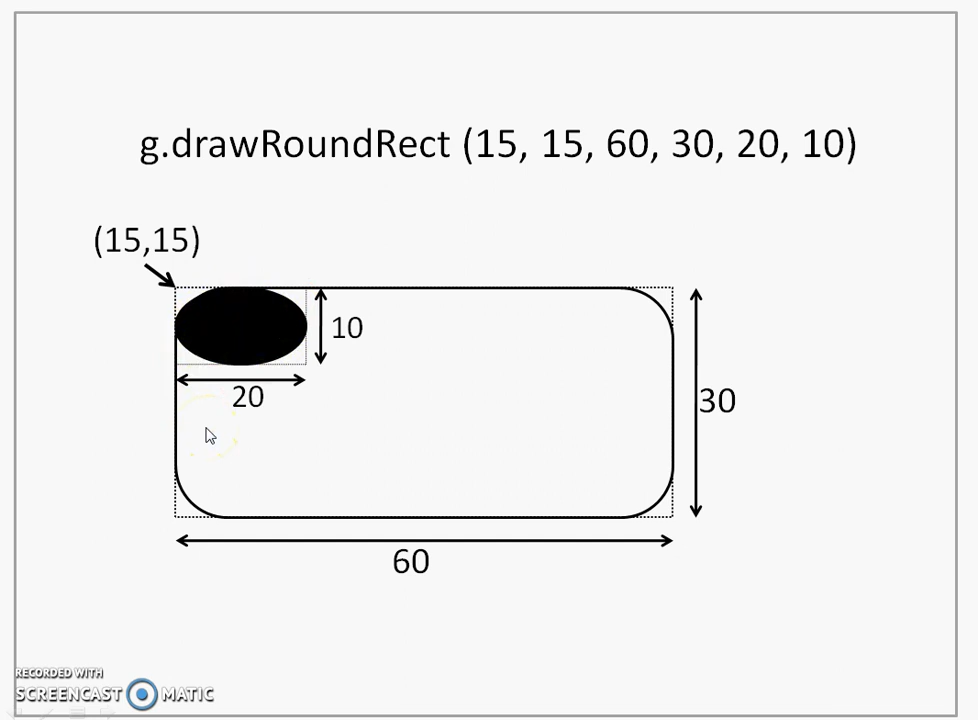 g.drawRoundRect (15, 15, 60, 30, 20, 10)
(15,15)
10
20
30
60
RECORDED WITH
SCREENCAST MATIC